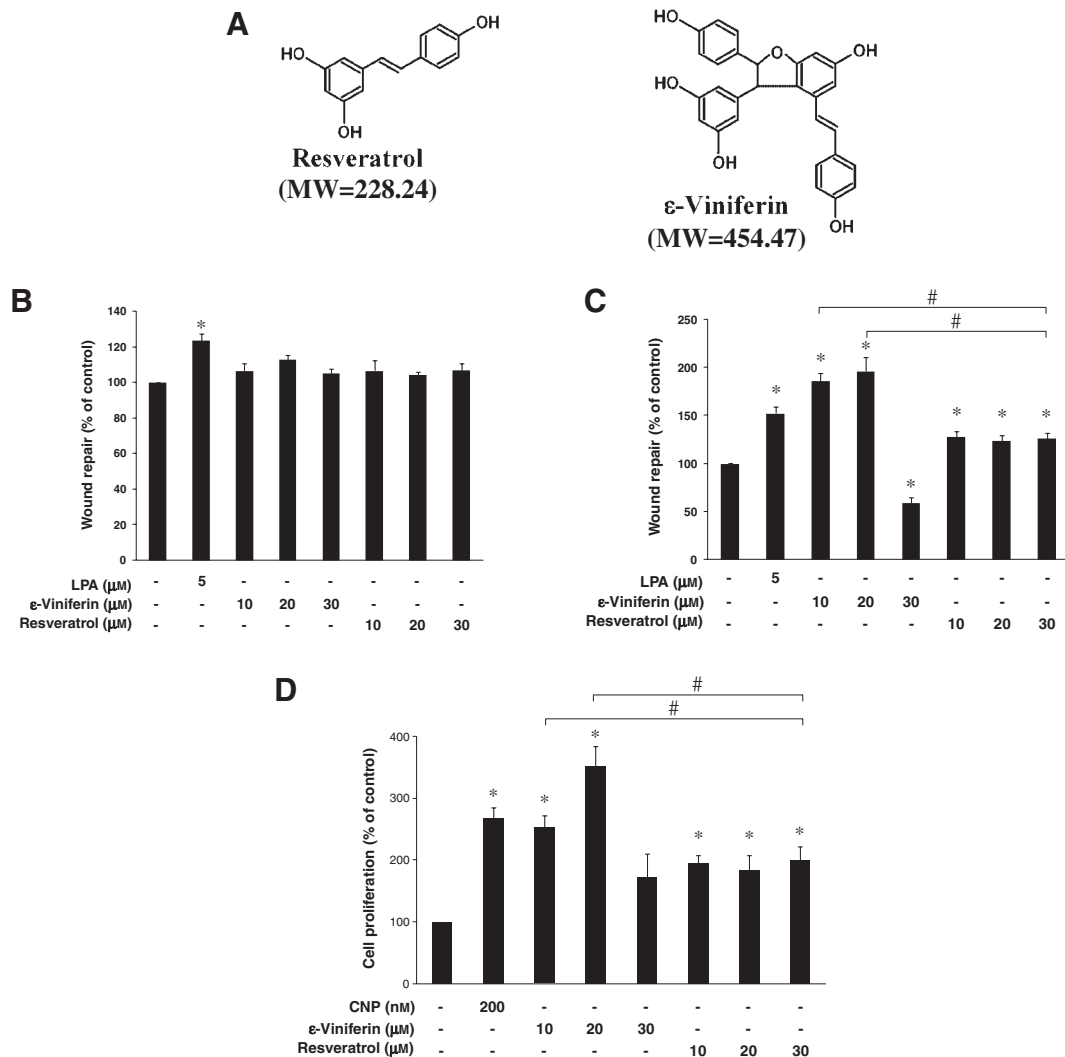 A
HO
OH
OH
Resveratrol
(MW=228.24)
HO
O
OH
HO
OH
OH
ε-Viniferin
(MW=454.47)
B
Wound repair (% of control)
140
120
100
80
60
40
20
0
*
LPA (µM) - 5 - - - - - -
ε-Viniferin (µM) - - 10 20 30 - - -
Resveratrol (µM) - - - - - 10 20 30
C
#
#
Wound repair (% of control)
250
200
150
100
50
0
* * * * * * *
LPA (µM) - 5 - - - - - -
ε-Viniferin (µM) - - 10 20 30 - - -
Resveratrol (µM) - - - - - 10 20 30
D
#
#
Cell proliferation (% of control)
400
300
200
100
0
* * * * * *
CNP (nM) - 200 - - - - - -
ε-Viniferin (µM) - - 10 20 30 - - -
Resveratrol (µM) - - - - - 10 20 30